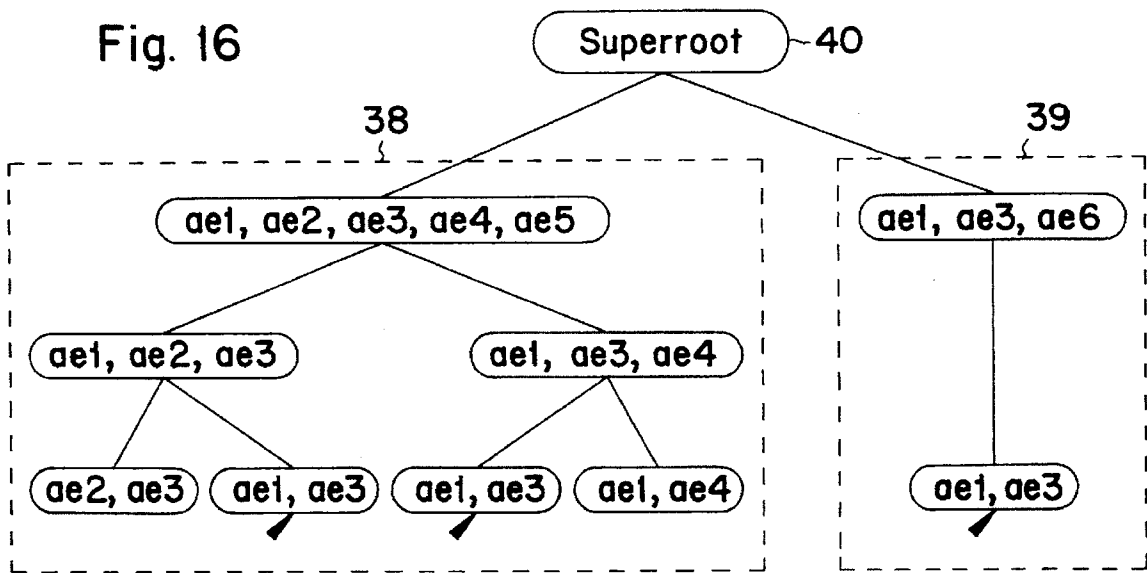 Fig. 16
Superroot
40
38
39
ae1, ae2, ae3, ae4, ae5
ae1, ae3, ae6
ae1, ae2, ae3
ae1, ae3, ae4
ae2, ae3
ae1, ae3
ae1, ae3
ae1, ae4
ae1, ae3